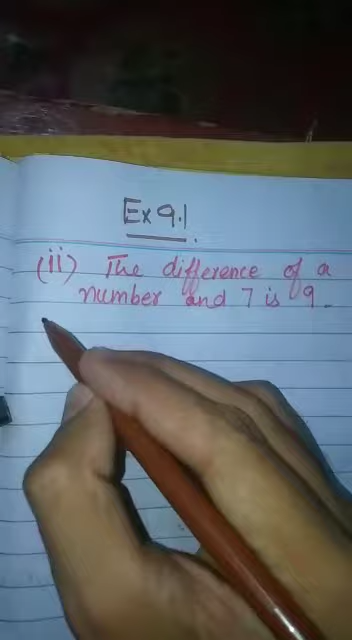 Ex 9.1
(ii) The difference of a
number and 7 is 9.